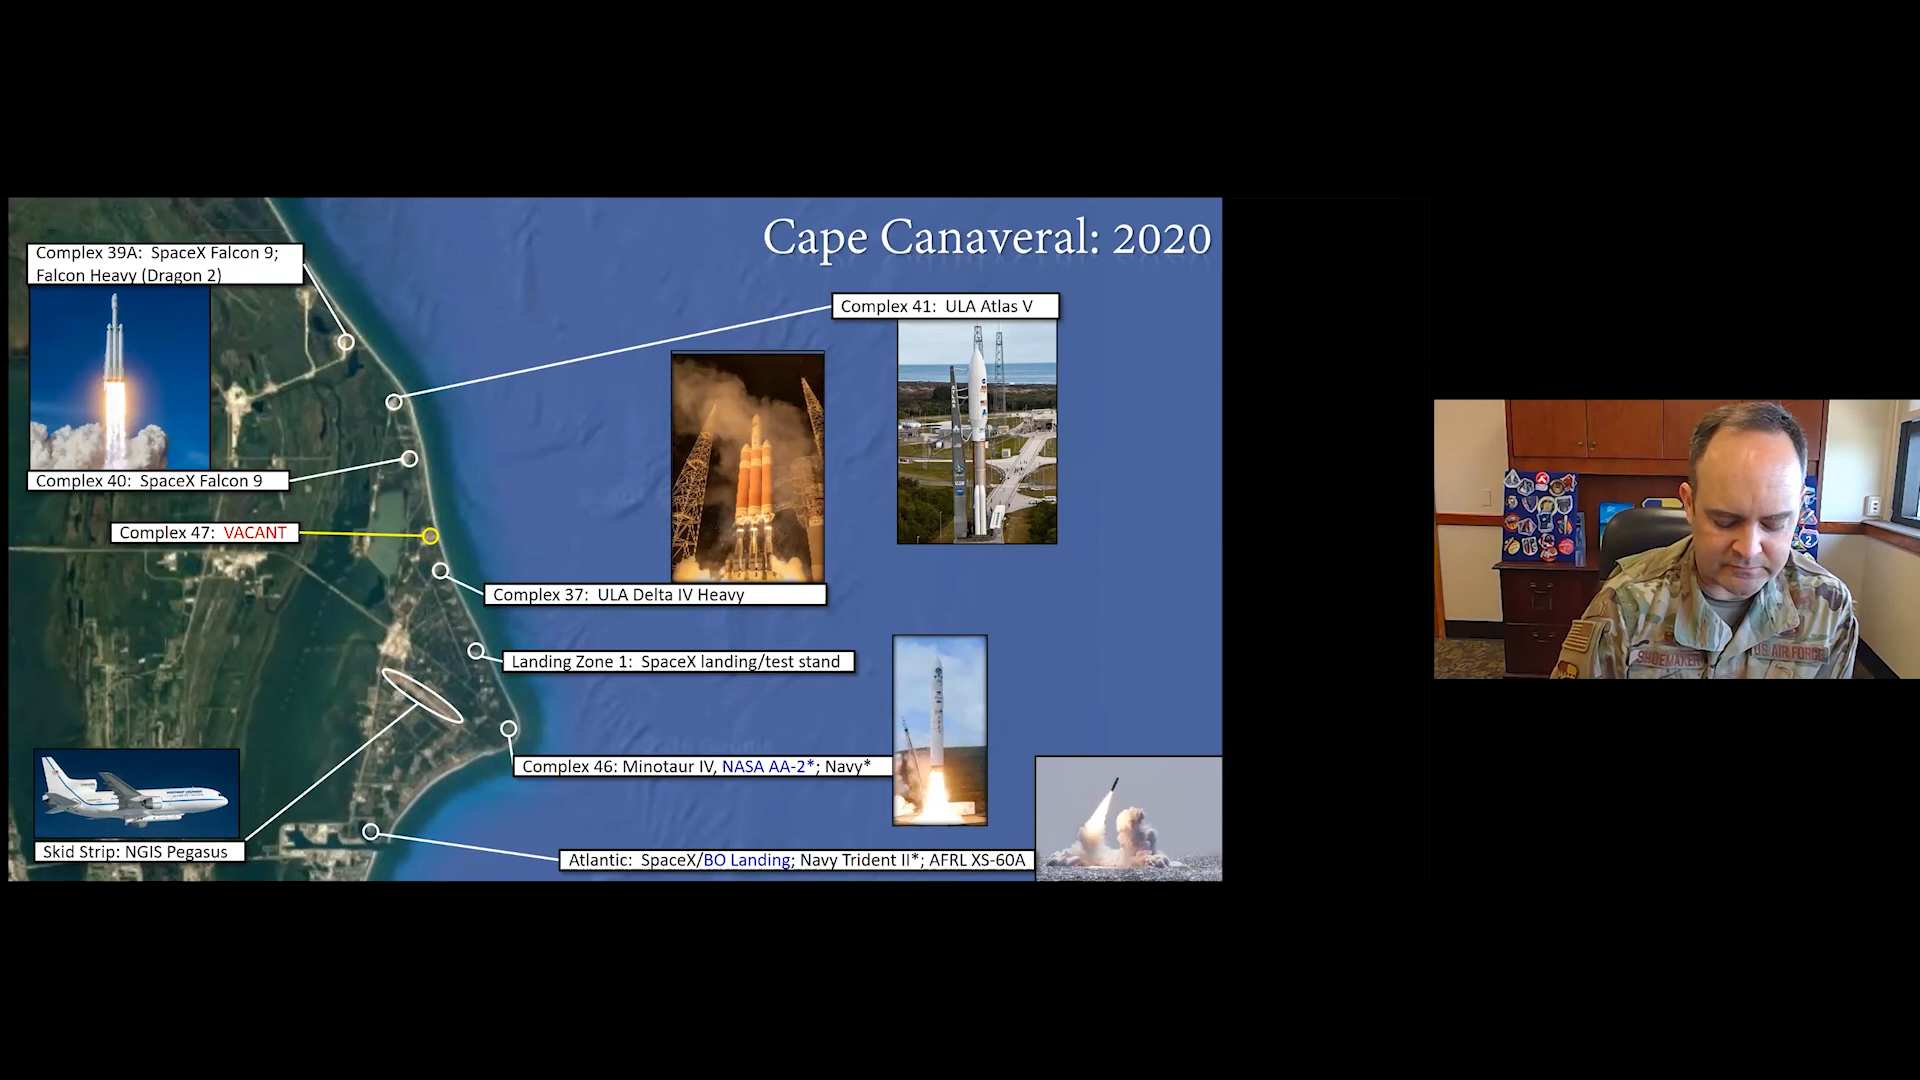 Cape Canaveral: 2020
Complex 39A: SpaceX Falcon 9;
Falcon Heavy (Dragon 2)
Complex 41: ULA Atlas V
Complex 40: SpaceX Falcon 9
Complex 47: VACANT
Complex 37: ULA Delta IV Heavy
Landing Zone 1: SpaceX landing/test stand
Complex 46: Minotaur IV, NASA AA-2*; Navy*
Skid Strip: NGIS Pegasus
Atlantic: SpaceX/BO Landing; Navy Trident II*; AFRL XS-60A
SHOEMAKER
US AIR FORCE